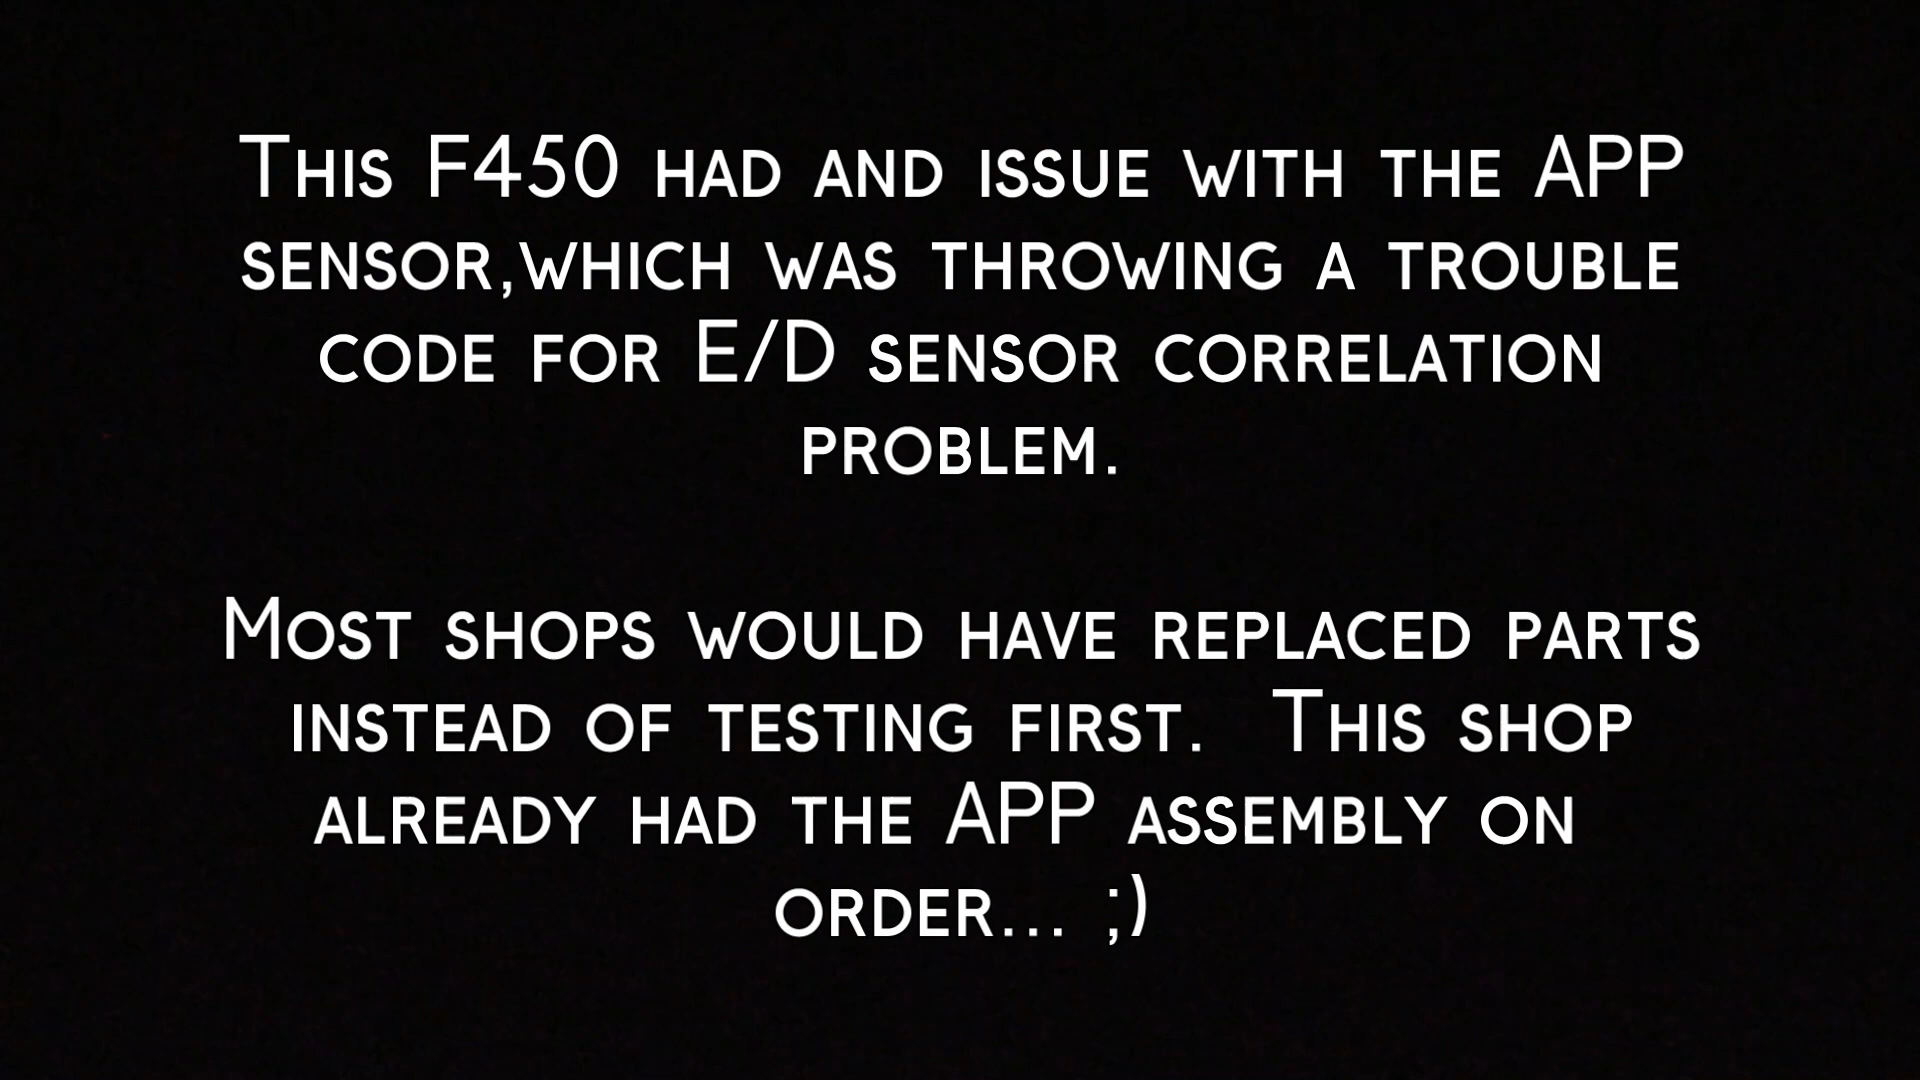 This F450 had and issue with the APP
sensor,which was throwing a trouble
code for E/D sensor correlation
problem.
Most shops would have replaced parts
instead of testing first.  This shop
already had the APP assembly on
order... ;)